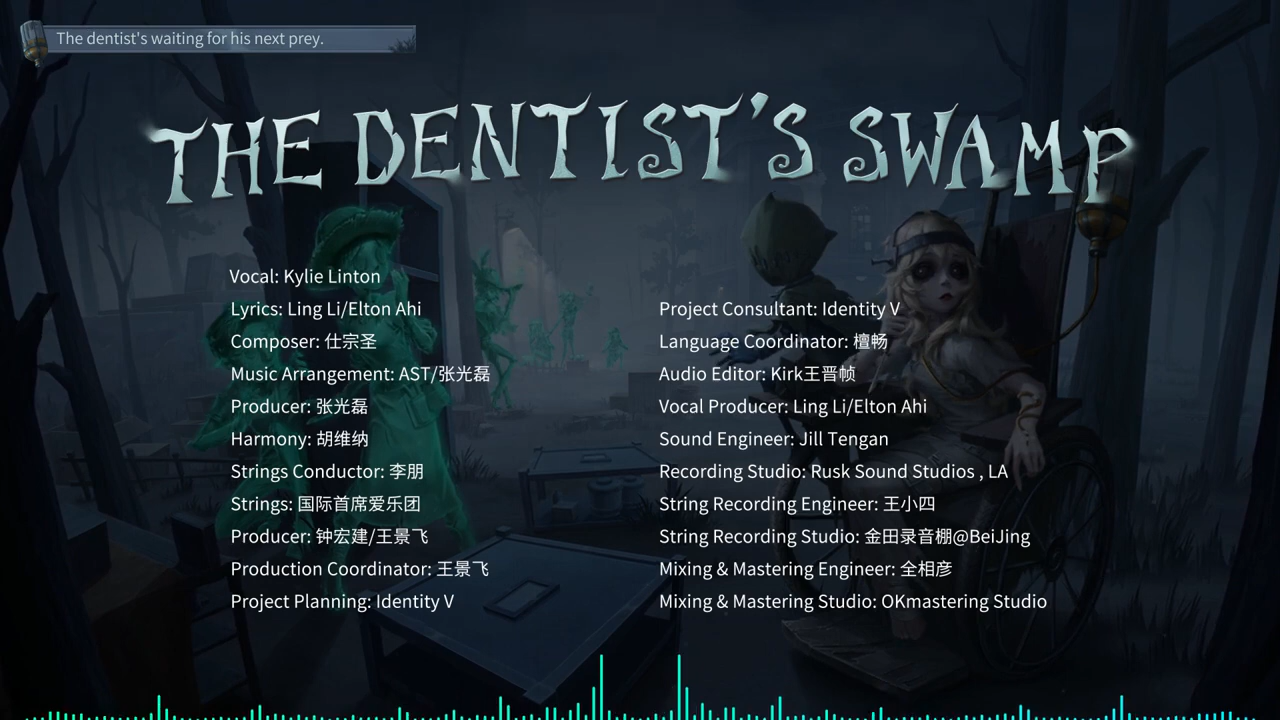 The dentist's waiting for his next prey.
THE DENTIST'S SWAMP
Vocal: Kylie Linton
Lyrics: Ling Li/Elton Ahi
Composer: 仕宗圣
Music Arrangement: AST/张光磊
Producer: 张光磊
Harmony: 胡维纳
Strings Conductor: 李朋
Strings: 国际首席爱乐团
Producer: 钟宏建/王景飞
Production Coordinator: 王景飞
Project Planning: Identity V
Project Consultant: Identity V
Language Coordinator: 檀畅
Audio Editor: Kirk王晋帧
Vocal Producer: Ling Li/Elton Ahi
Sound Engineer: Jill Tengan
Recording Studio: Rusk Sound Studios , LA
String Recording Engineer: 王小四
String Recording Studio: 金田录音棚@BeiJing
Mixing & Mastering Engineer: 全相彦
Mixing & Mastering Studio: OKmastering Studio